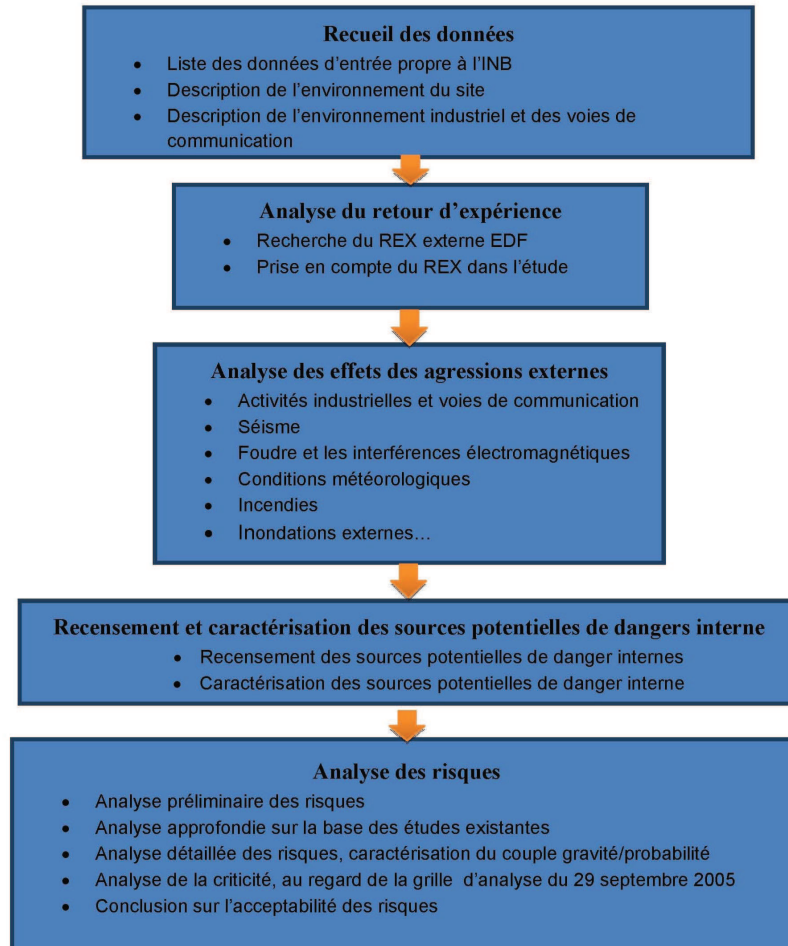 Recueil des données
• Liste des données d'entrée propre à l'INB
• Description de l'environnement du site
• Description de l'environnement industriel et des voies de
communication
Analyse du retour d'expérience
• Recherche du REX externe EDF
• Prise en compte du REX dans l'étude
Analyse des effets des agressions externes
• Activités industrielles et voies de communication
• Séisme
• Foudre et les interférences électromagnétiques
• Conditions météorologiques
• Incendies
• Inondations externes…
Recensement et caractérisation des sources potentielles de dangers interne
• Recensement des sources potentielles de danger internes
• Caractérisation des sources potentielles de danger interne
Analyse des risques
• Analyse préliminaire des risques
• Analyse approfondie sur la base des études existantes
• Analyse détaillée des risques, caractérisation du couple gravité/probabilité
• Analyse de la criticité, au regard de la grille d'analyse du 29 septembre 2005
• Conclusion sur l'acceptabilité des risques